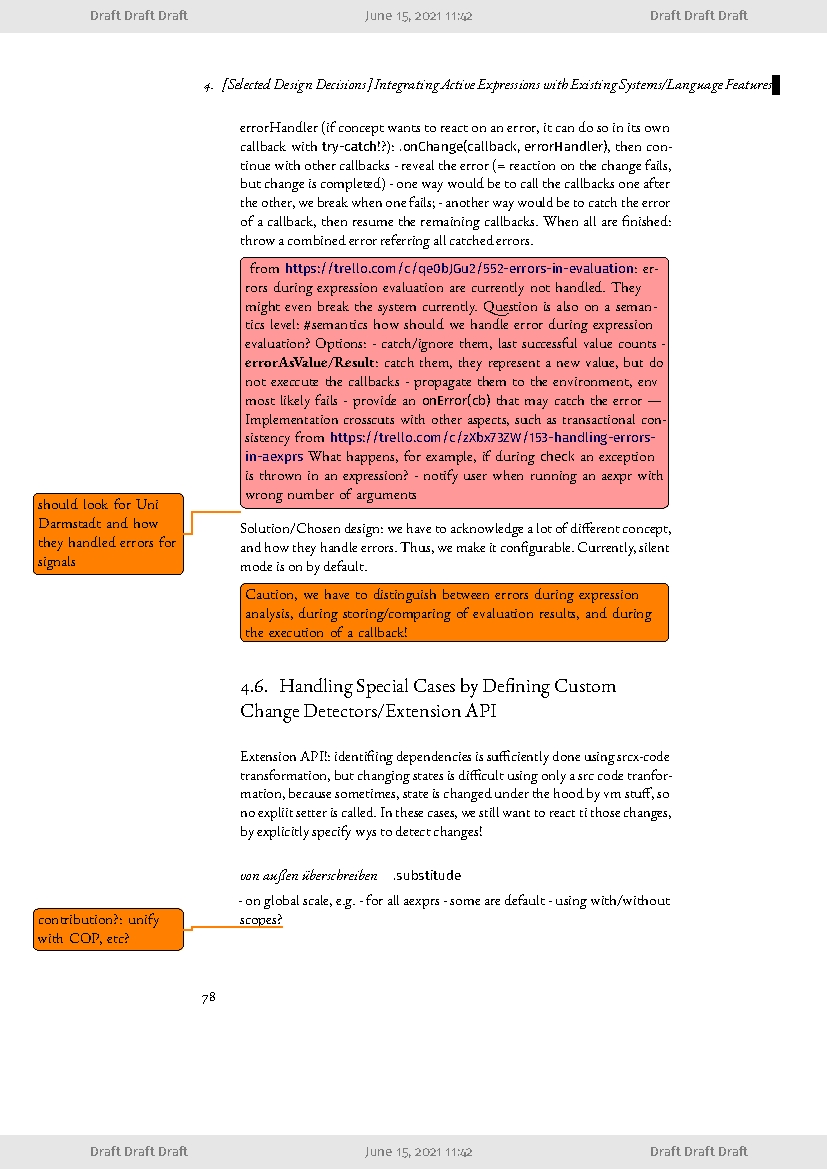 Draft Draft Draft June 15, 2021 11:42 Draft Draft Draft
4. [Selected Design Decisions] Integrating Active Expressions with Existing Systems/Language Features
errorHandler (if concept wants to react on an error, it can do so in its own
callback with try-catch!?): .onChange(callback, errorHandler), then con-
tinue with other callbacks - reveal the error (= reaction on the change fails,
but change is completed) - one way would be to call the callbacks one after
the other, we break when one fails; - another way would be to catch the error
of a callback, then resume the remaining callbacks. When all are finished:
throw a combined error referring all catched errors.
from https://trello.com/c/qe0bJGu2/552-errors-in-evaluation: er-
rors during expression evaluation are currently not handled. They
might even break the system currently. Question is also on a seman-
tics level: #semantics how should we handle error during expression
evaluation? Options: - catch/ignore them, last successful value counts -
errorAsValue/Result: catch them, they represent a new value, but do
not execcute the callbacks - propagate them to the environment, env
most likely fails - provide an onError(cb) that may catch the error —
Implementation crosscuts with other aspects, such as transactional con-
sistency from https://trello.com/c/zXbx73ZW/153-handling-errors-
in-aexprs What happens, for example, if during check an exception
is thrown in an expression? - notify user when running an aexpr with
wrong number of arguments
should look for Uni
Darmstadt and how
they handled errors for
signals
Solution/Chosen design: we have to acknowledge a lot of different concept,
and how they handle errors. Thus, we make it configurable. Currently, silent
mode is on by default.
Caution, we have to distinguish between errors during expression
analysis, during storing/comparing of evaluation results, and during
the execution of a callback!
4.6. Handling Special Cases by Defining Custom
Change Detectors/Extension API
Extension API!: identifiing dependencies is sufficiently done using srcx-code
transformation, but changing states is difficult using only a src code tranfor-
mation, because sometimes, state is changed under the hood by vm stuff, so
no expliit setter is called. In these cases, we still want to react ti those changes,
by explicitly specify wys to detect changes!
von außen überschreiben .substitude
- on global scale, e.g. - for all aexprs - some are default - using with/without
scopes?
contribution?: unify
with COP, etc?
78
Draft Draft Draft June 15, 2021 11:42 Draft Draft Draft